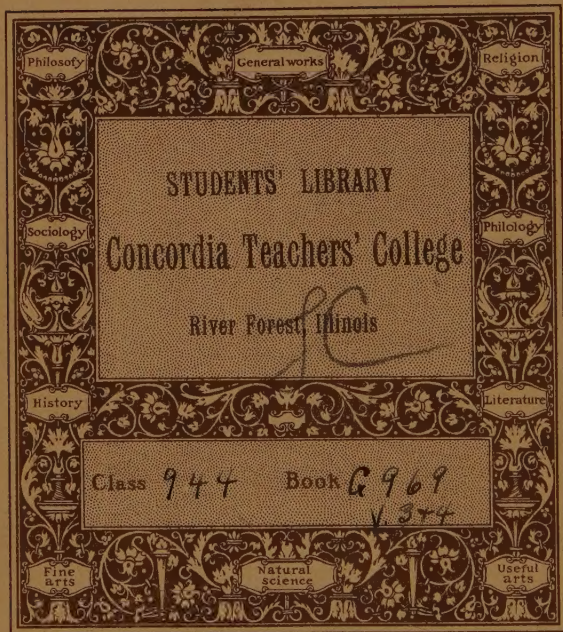 Philosofy
General works
Religion
STUDENTS' LIBRARY
Sociology
Philology
Concordia Teachers' College
River Forest, Illinois
LC
History
Literature
Class 944 Book G969
V. 3+4
Fine
arts
Natural
science
Useful
arts